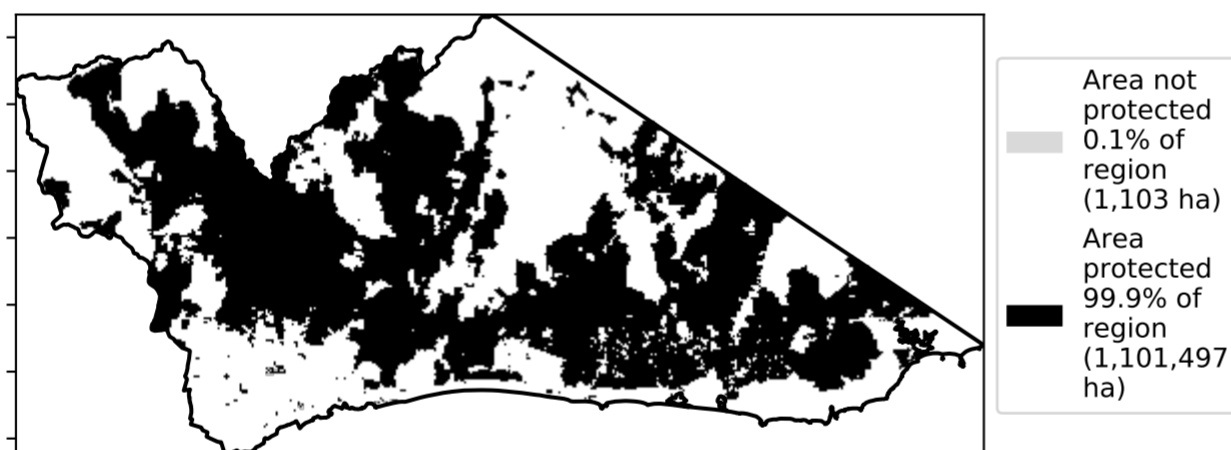 Area not
protected
0.1% of
region
(1,103 ha)
Area
protected
99.9% of
region
(1,101,497
ha)